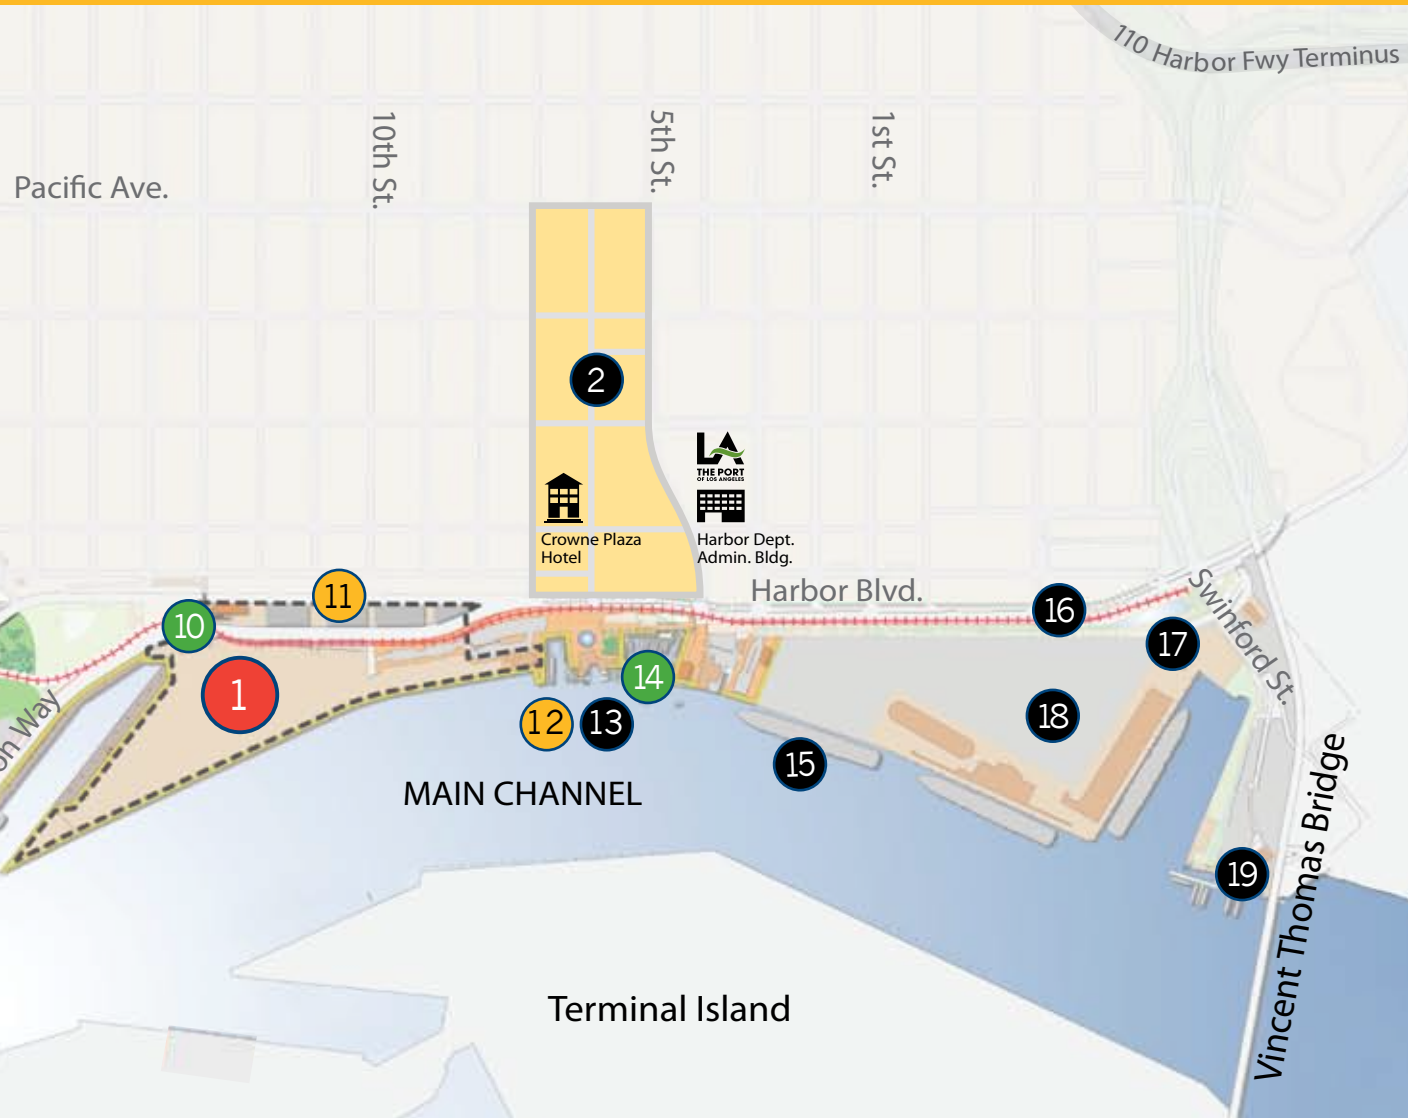 110 Harbor Fwy Terminus
10th St.
5th St.
1st St.
Pacific Ave.
2
LA
THE PORT
OF LOS ANGELES
Crowne Plaza
Hotel
Harbor Dept.
Admin. Bldg.
Harbor Blvd.
Swinford St.
11
10
16
17
1
14
12
13
18
15
Way
MAIN CHANNEL
19
Vincent Thomas Bridge
Terminal Island